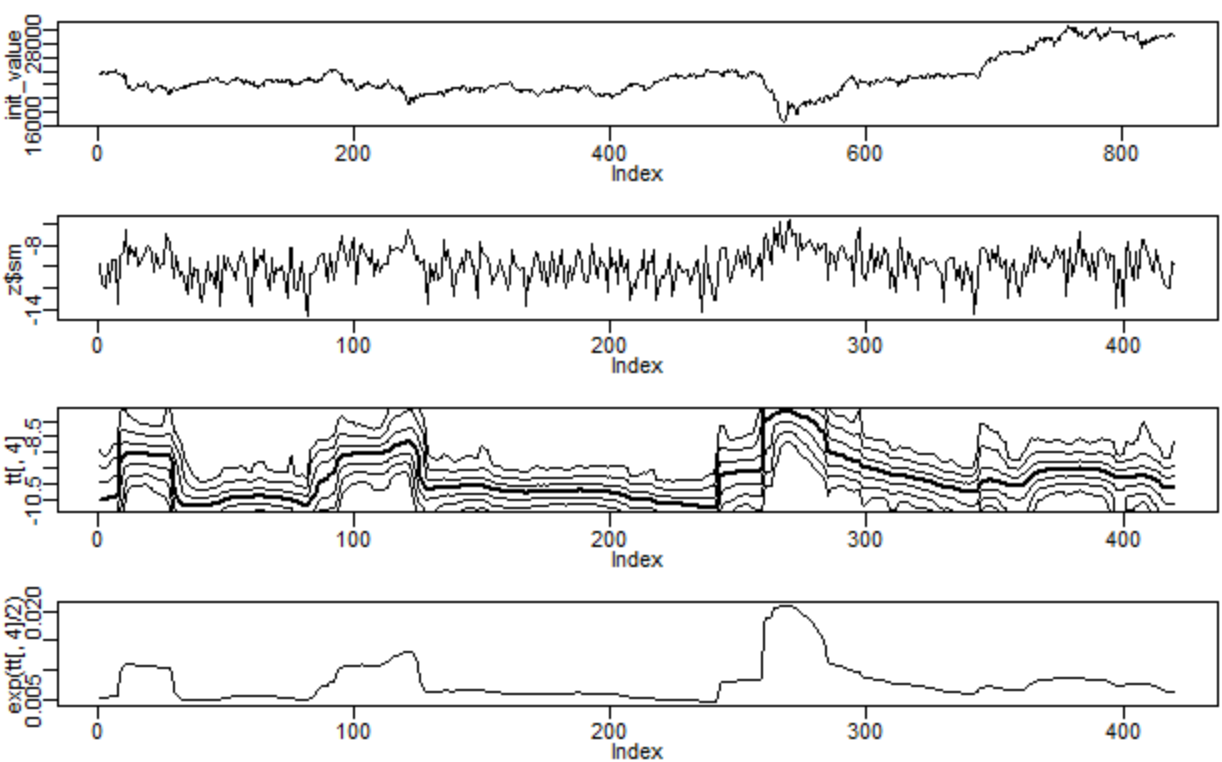 init_value
16000 28000
0 200 400 600 800
Index
z$sm
-14 -8
0 100 200 300 400
Index
tt[, 4]
-10.5 -8.5
0 100 200 300 400
Index
exp(tt[, 4]/2)
0.005 0.020
0 100 200 300 400
Index